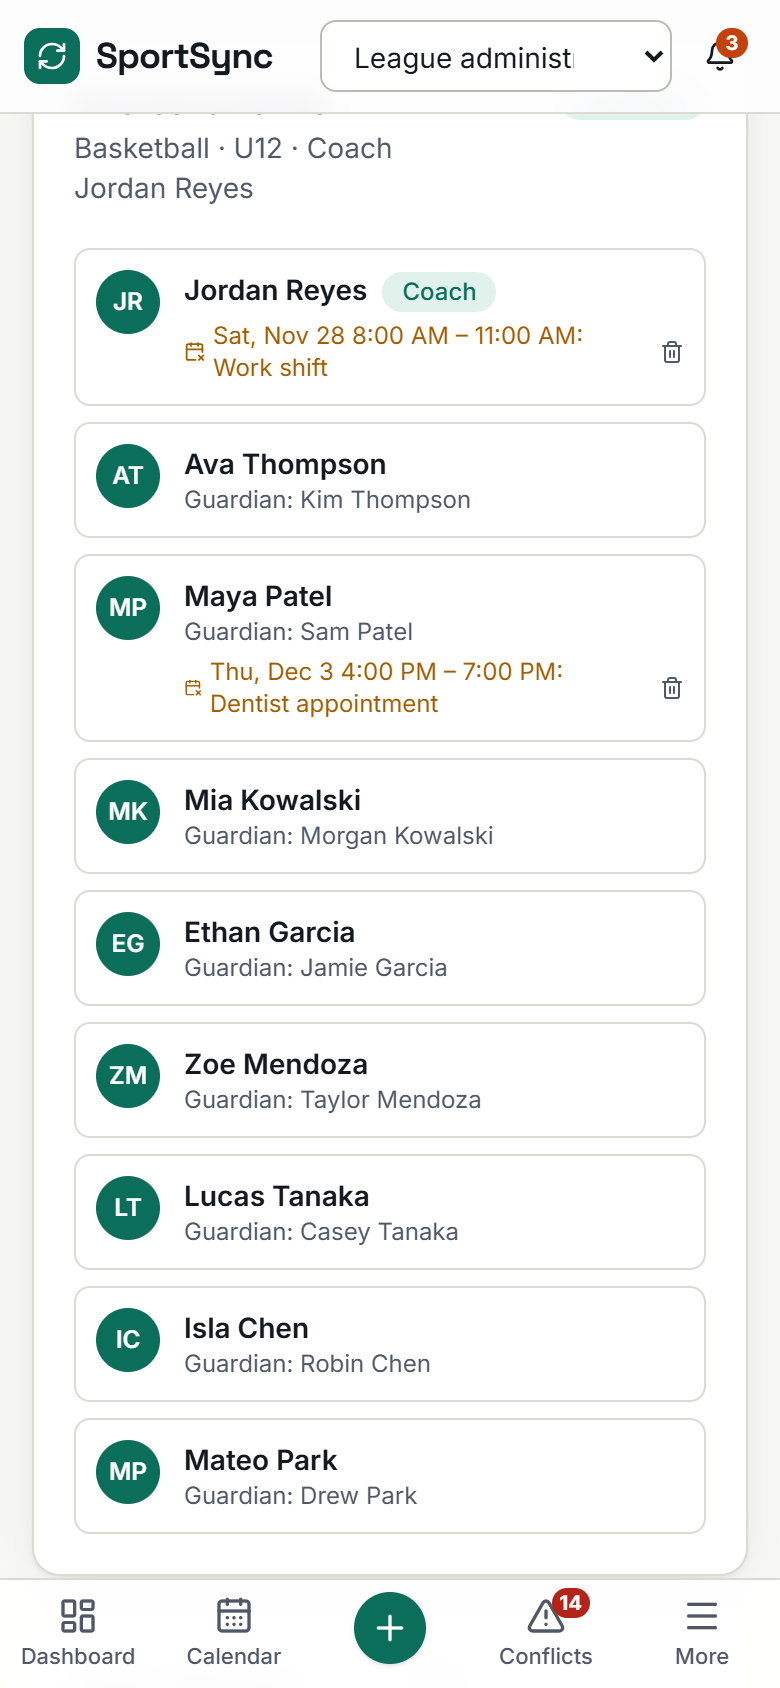 SportSync
League administ
3
Basketball · U12 · Coach
Jordan Reyes
JR
Jordan Reyes
Coach
Sat, Nov 28 8:00 AM – 11:00 AM:
Work shift
AT
Ava Thompson
Guardian: Kim Thompson
MP
Maya Patel
Guardian: Sam Patel
Thu, Dec 3 4:00 PM – 7:00 PM:
Dentist appointment
MK
Mia Kowalski
Guardian: Morgan Kowalski
EG
Ethan Garcia
Guardian: Jamie Garcia
ZM
Zoe Mendoza
Guardian: Taylor Mendoza
LT
Lucas Tanaka
Guardian: Casey Tanaka
IC
Isla Chen
Guardian: Robin Chen
MP
Mateo Park
Guardian: Drew Park
Dashboard
Calendar
14
Conflicts
More